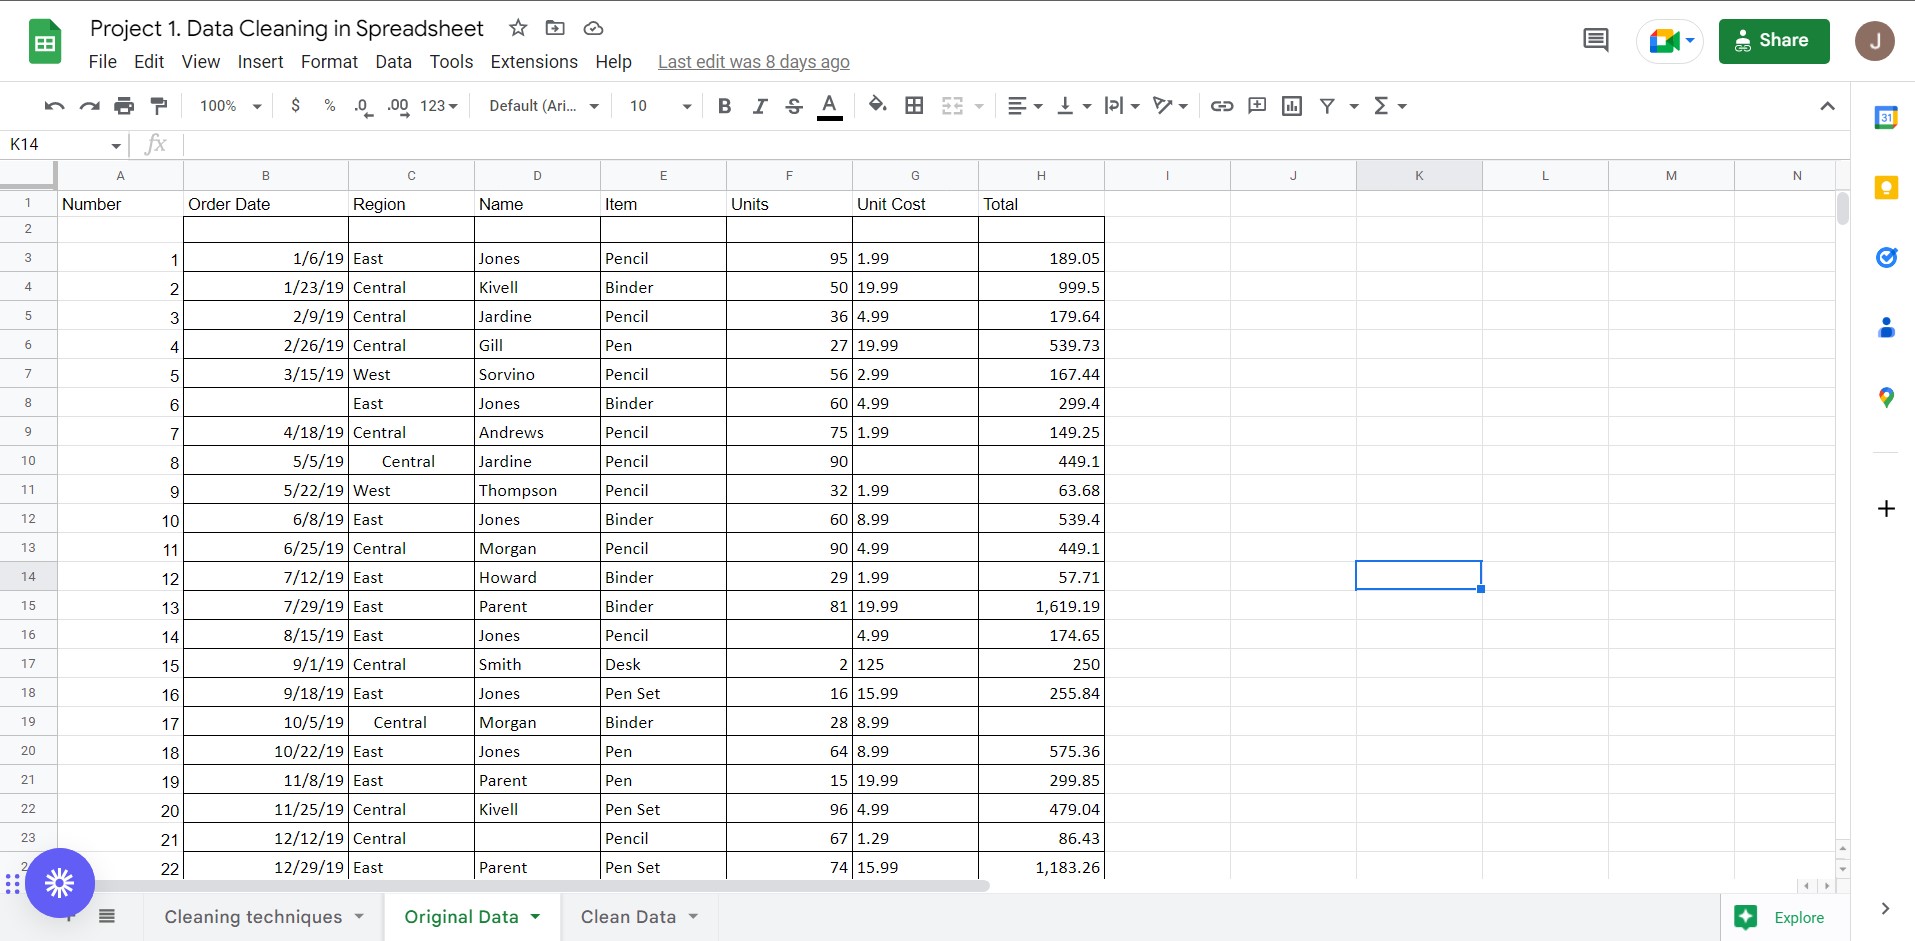 Project 1. Data Cleaning in Spreadsheet
File Edit View Insert Format Data Tools Extensions Help Last edit was 8 days ago
Share
J
100% $ % .0 .00 123 Default (Ari... 10 B I S A
31
K14 fx
A B C D E F G H I J K L M N
1 Number Order Date Region Name Item Units Unit Cost Total
2
3 1 1/6/19 East Jones Pencil 95 1.99 189.05
4 2 1/23/19 Central Kivell Binder 50 19.99 999.5
5 3 2/9/19 Central Jardine Pencil 36 4.99 179.64
6 4 2/26/19 Central Gill Pen 27 19.99 539.73
7 5 3/15/19 West Sorvino Pencil 56 2.99 167.44
8 6 East Jones Binder 60 4.99 299.4
9 7 4/18/19 Central Andrews Pencil 75 1.99 149.25
10 8 5/5/19 Central Jardine Pencil 90 449.1
11 9 5/22/19 West Thompson Pencil 32 1.99 63.68
12 10 6/8/19 East Jones Binder 60 8.99 539.4
13 11 6/25/19 Central Morgan Pencil 90 4.99 449.1
14 12 7/12/19 East Howard Binder 29 1.99 57.71
15 13 7/29/19 East Parent Binder 81 19.99 1,619.19
16 14 8/15/19 East Jones Pencil 4.99 174.65
17 15 9/1/19 Central Smith Desk 2 125 250
18 16 9/18/19 East Jones Pen Set 16 15.99 255.84
19 17 10/5/19 Central Morgan Binder 28 8.99
20 18 10/22/19 East Jones Pen 64 8.99 575.36
21 19 11/8/19 East Parent Pen 15 19.99 299.85
22 20 11/25/19 Central Kivell Pen Set 96 4.99 479.04
23 21 12/12/19 Central Pencil 67 1.29 86.43
22 12/29/19 East Parent Pen Set 74 15.99 1,183.26
Cleaning techniques Original Data Clean Data Explore